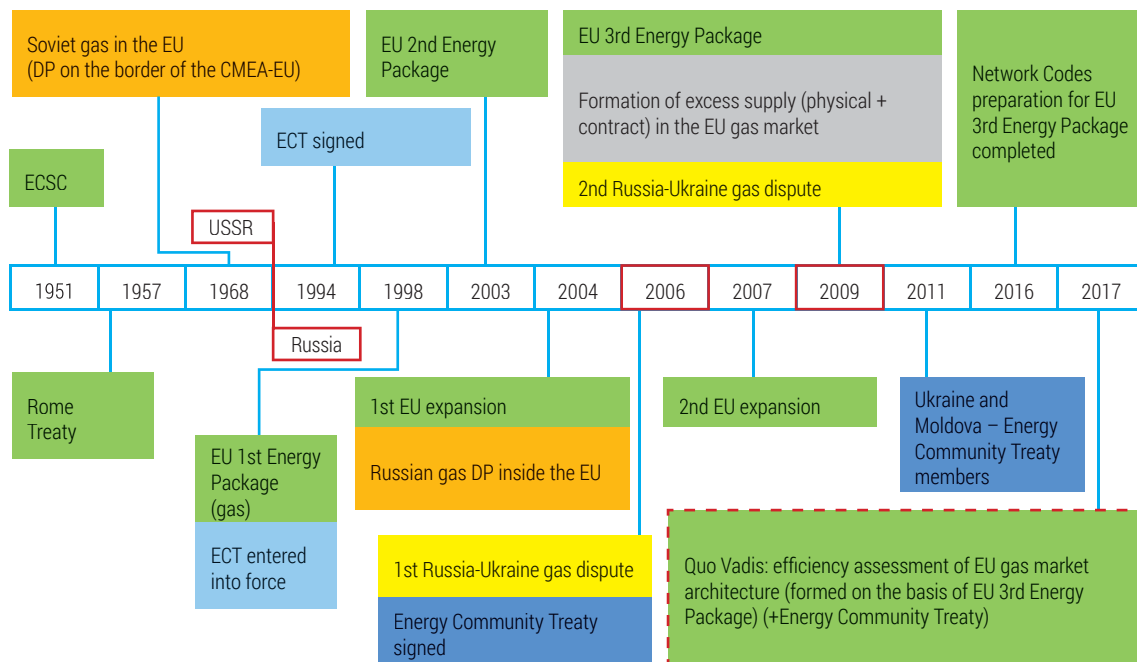 Soviet gas in the EU
(DP on the border of the CMEA-EU)
EU 2nd Energy
Package
EU 3rd Energy Package
Formation of excess supply (physical +
contract) in the EU gas market
2nd Russia-Ukraine gas dispute
Network Codes
preparation for EU
3rd Energy Package
completed
ECT signed
ECSC
USSR
1951 1957 1968 1994 1998 2003 2004 2006 2007 2009 2011 2016 2017
Russia
Rome
Treaty
EU 1st Energy
Package
(gas)
ECT entered
into force
1st EU expansion
Russian gas DP inside the EU
1st Russia-Ukraine gas dispute
Energy Community Treaty
signed
2nd EU expansion
Ukraine and
Moldova – Energy
Community Treaty
members
Quo Vadis: efficiency assessment of EU gas market
architecture (formed on the basis of EU 3rd Energy
Package) (+Energy Community Treaty)